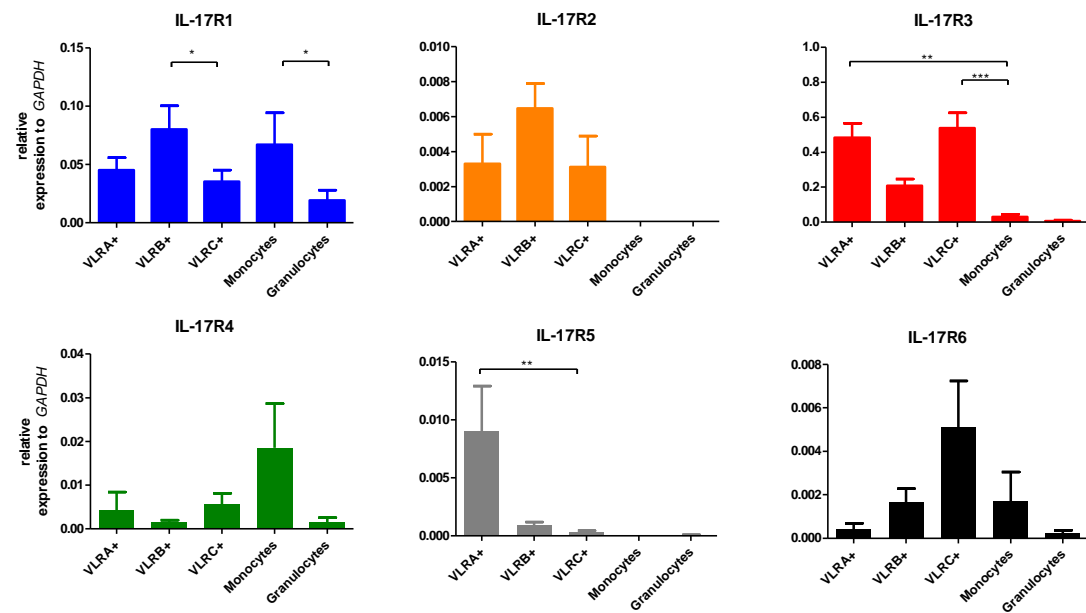 IL-17R1
relative
expression to GAPDH
0.15
0.10
0.05
0.00
*
*
VLRA+
VLRB+
VLRC+
Monocytes
Granulocytes
IL-17R2
0.010
0.008
0.006
0.004
0.002
0.000
VLRA+
VLRB+
VLRC+
Monocytes
Granulocytes
IL-17R3
1.0
0.8
0.6
0.4
0.2
0.0
**
***
VLRA+
VLRB+
VLRC+
Monocytes
Granulocytes
IL-17R4
relative
expression to GAPDH
0.04
0.03
0.02
0.01
0.00
VLRA+
VLRB+
VLRC+
Monocytes
Granulocytes
IL-17R5
0.015
0.010
0.005
0.000
**
VLRA+
VLRB+
VLRC+
Monocytes
Granulocytes
IL-17R6
0.008
0.006
0.004
0.002
0.000
VLRA+
VLRB+
VLRC+
Monocytes
Granulocytes